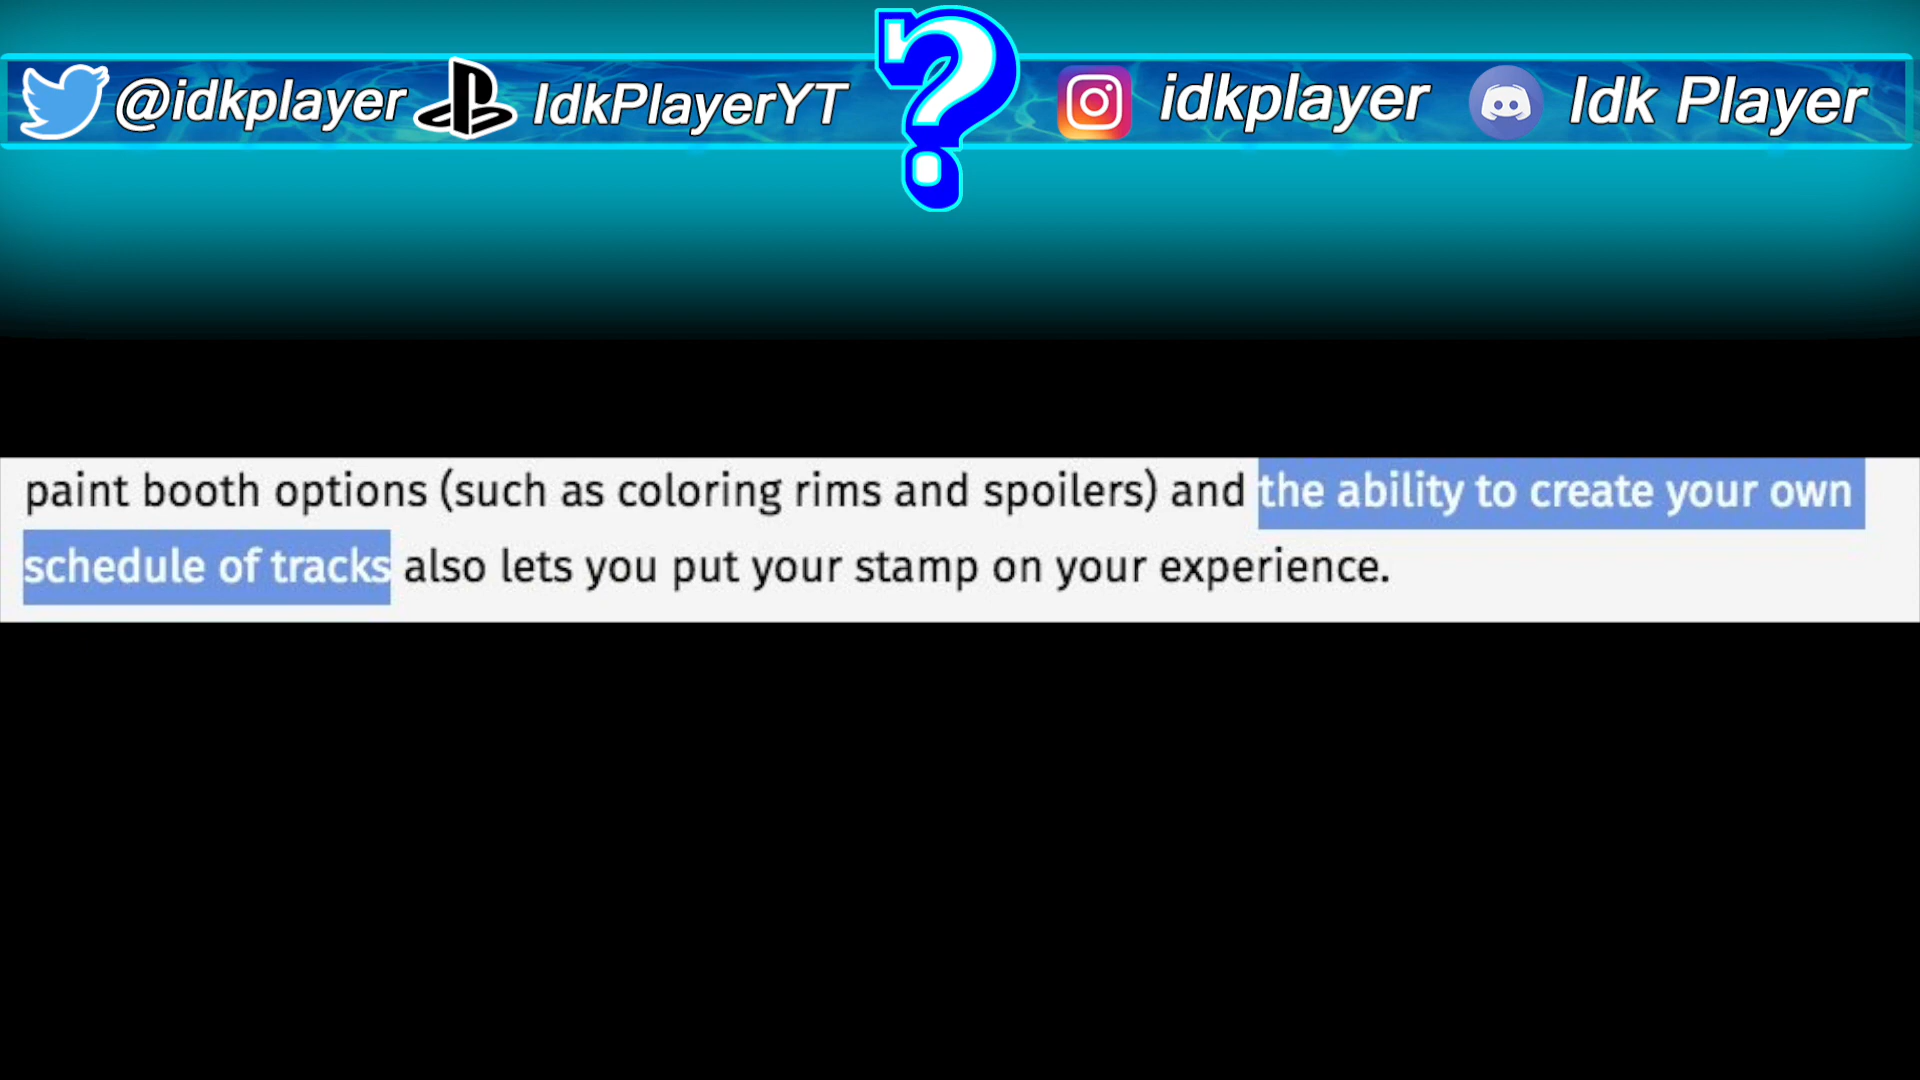 @idkplayer IdkPlayerYT ? idkplayer Idk Player
paint booth options (such as coloring rims and spoilers) and the ability to create your own
schedule of tracks also lets you put your stamp on your experience.